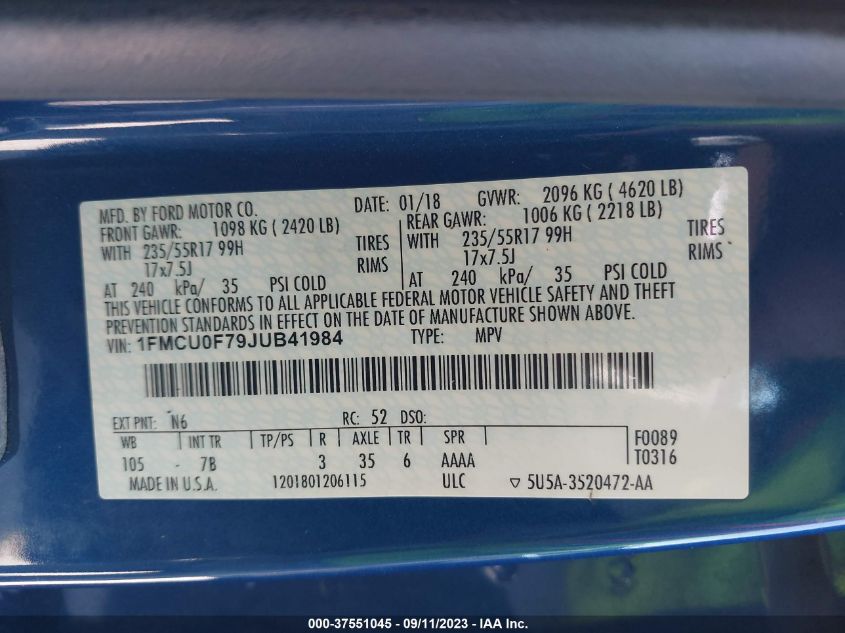 MFD. BY FORD MOTOR CO. DATE: 01/18 GVWR: 2096 KG ( 4620 LB)
FRONT GAWR: 1098 KG ( 2420 LB) REAR GAWR: 1006 KG ( 2218 LB)
WITH 235/55R17 99H TIRES WITH 235/55R17 99H TIRES
17x7.5J RIMS 17x7.5J RIMS
AT 240 kPa/ 35 PSI COLD AT 240 kPa/ 35 PSI COLD
THIS VEHICLE CONFORMS TO ALL APPLICABLE FEDERAL MOTOR VEHICLE SAFETY AND THEFT
PREVENTION STANDARDS IN EFFECT ON THE DATE OF MANUFACTURE SHOWN ABOVE.
VIN: 1FMCU0F79JUB41984 TYPE: MPV
EXT PNT: N6 RC: 52 DSO:
WB INT TR TP/PS R AXLE TR SPR F0089
105 - 7B 3 35 6 AAAA T0316
MADE IN U.S.A. 1201801206115 ULC ▽ 5U5A-3520472-AA
000-37551045 - 09/11/2023 - © IAA Inc.